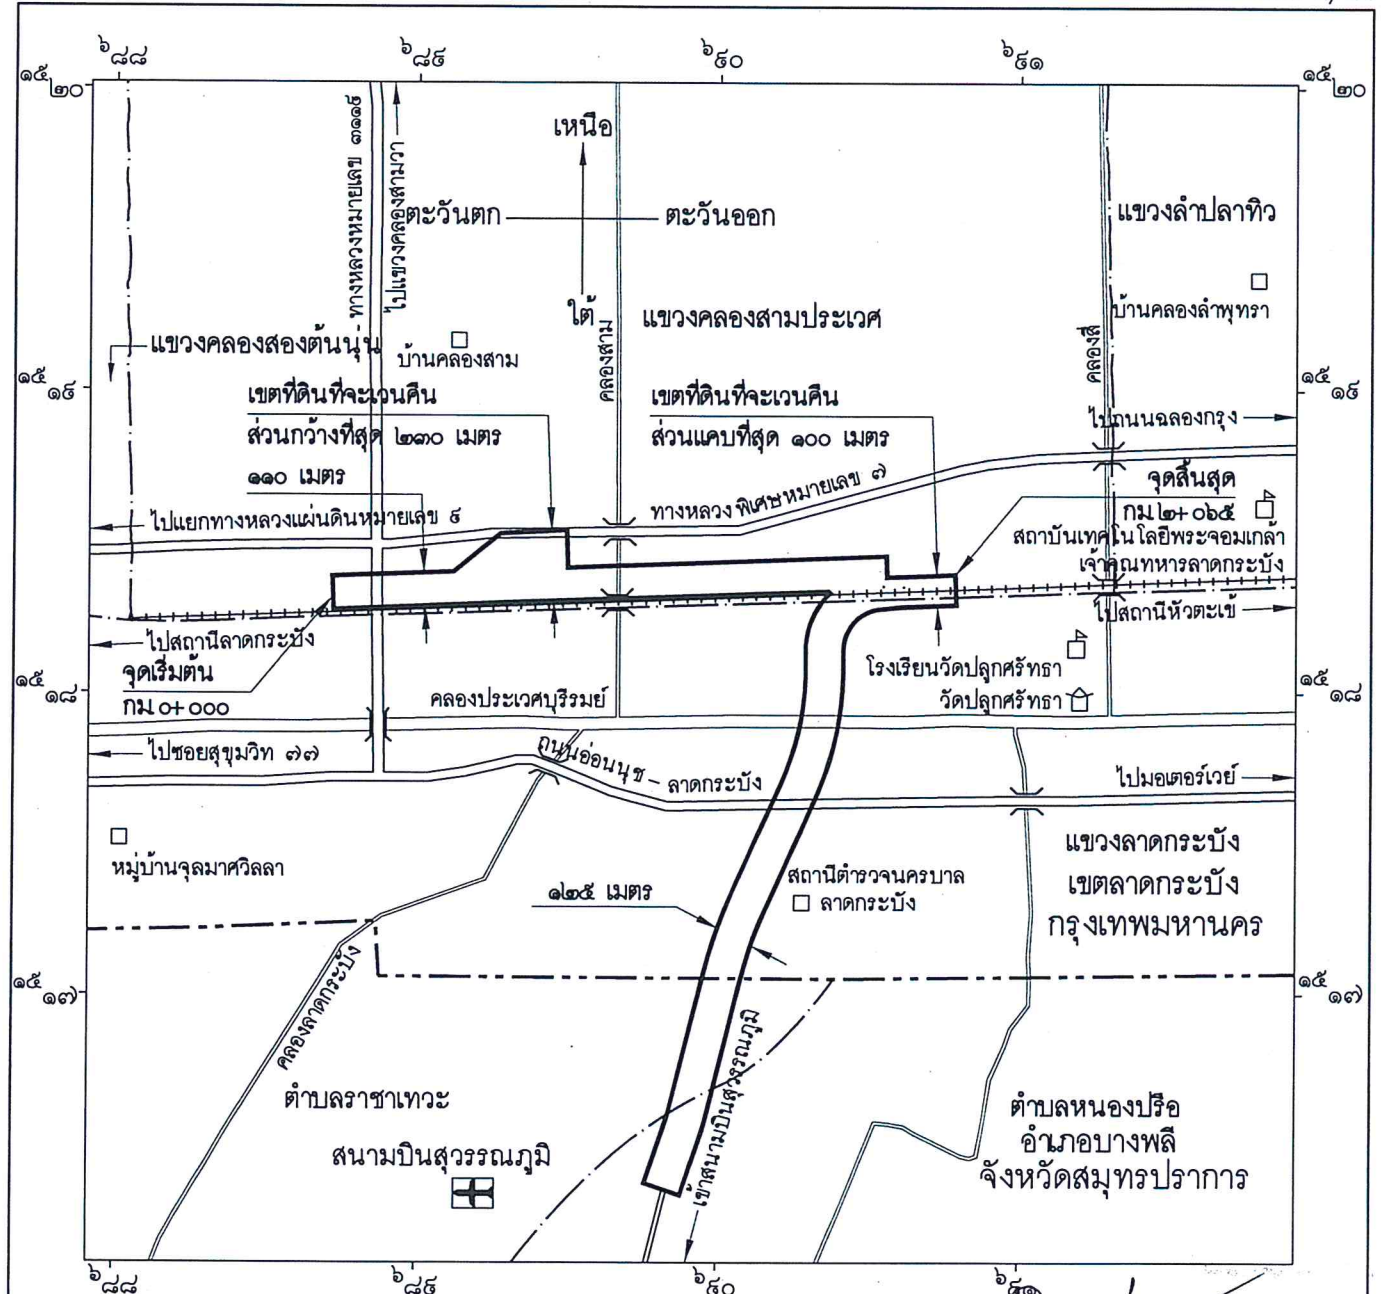 ๖๘๘
๖๘๙
๖๙๐
๖๙๑
๑๕๒๐
๑๕๒๐
ทางหลวงหมายเลข ๓๑๑๙
ไปแขวงคลองสามวา
เหนือ
ตะวันตก
ตะวันออก
ใต้
แขวงลำปลาทิว
บ้านคลองลำพุทรา
แขวงคลองสามประเวศ
คลองสาม
คลองสี่
แขวงคลองสองต้นนุ่น
บ้านคลองสาม
๑๕๑๙
๑๕๑๙
เขตที่ดินที่จะเวนคืน
ส่วนกว้างที่สุด ๒๓๐ เมตร
๑๑๐ เมตร
เขตที่ดินที่จะเวนคืน
ส่วนแคบที่สุด ๑๐๐ เมตร
ไปถนนฉลองกรุง
ทางหลวงพิเศษหมายเลข ๗
ไปแยกทางหลวงแผ่นดินหมายเลข ๙
จุดสิ้นสุด
กม.๒+๐๖๕
สถาบันเทคโนโลยีพระจอมเกล้า
เจ้าคุณทหารลาดกระบัง
ไปสถานีหัวตะเข้
ไปสถานีลาดกระบัง
จุดเริ่มต้น
กม.๐+๐๐๐
โรงเรียนวัดปลูกศรัทธา
วัดปลูกศรัทธา
๑๕๑๘
๑๕๑๘
คลองประเวศบุรีรมย์
ไปซอยสุขุมวิท ๗๗
ถนนอ่อนนุช - ลาดกระบัง
ไปมอเตอร์เวย์
หมู่บ้านจุลมาศวิลลา
แขวงลาดกระบัง
เขตลาดกระบัง
กรุงเทพมหานคร
สถานีตำรวจนครบาล
ลาดกระบัง
๑๒๕ เมตร
๑๕๑๗
๑๕๑๗
คลองลาดกระบัง
เข้าสนามบินสุวรรณภูมิ
ตำบลราชาเทวะ
สนามบินสุวรรณภูมิ
ตำบลหนองปรือ
อำเภอบางพลี
จังหวัดสมุทรปราการ
๖๘๘
๖๘๙
๖๙๐
๖๙๑